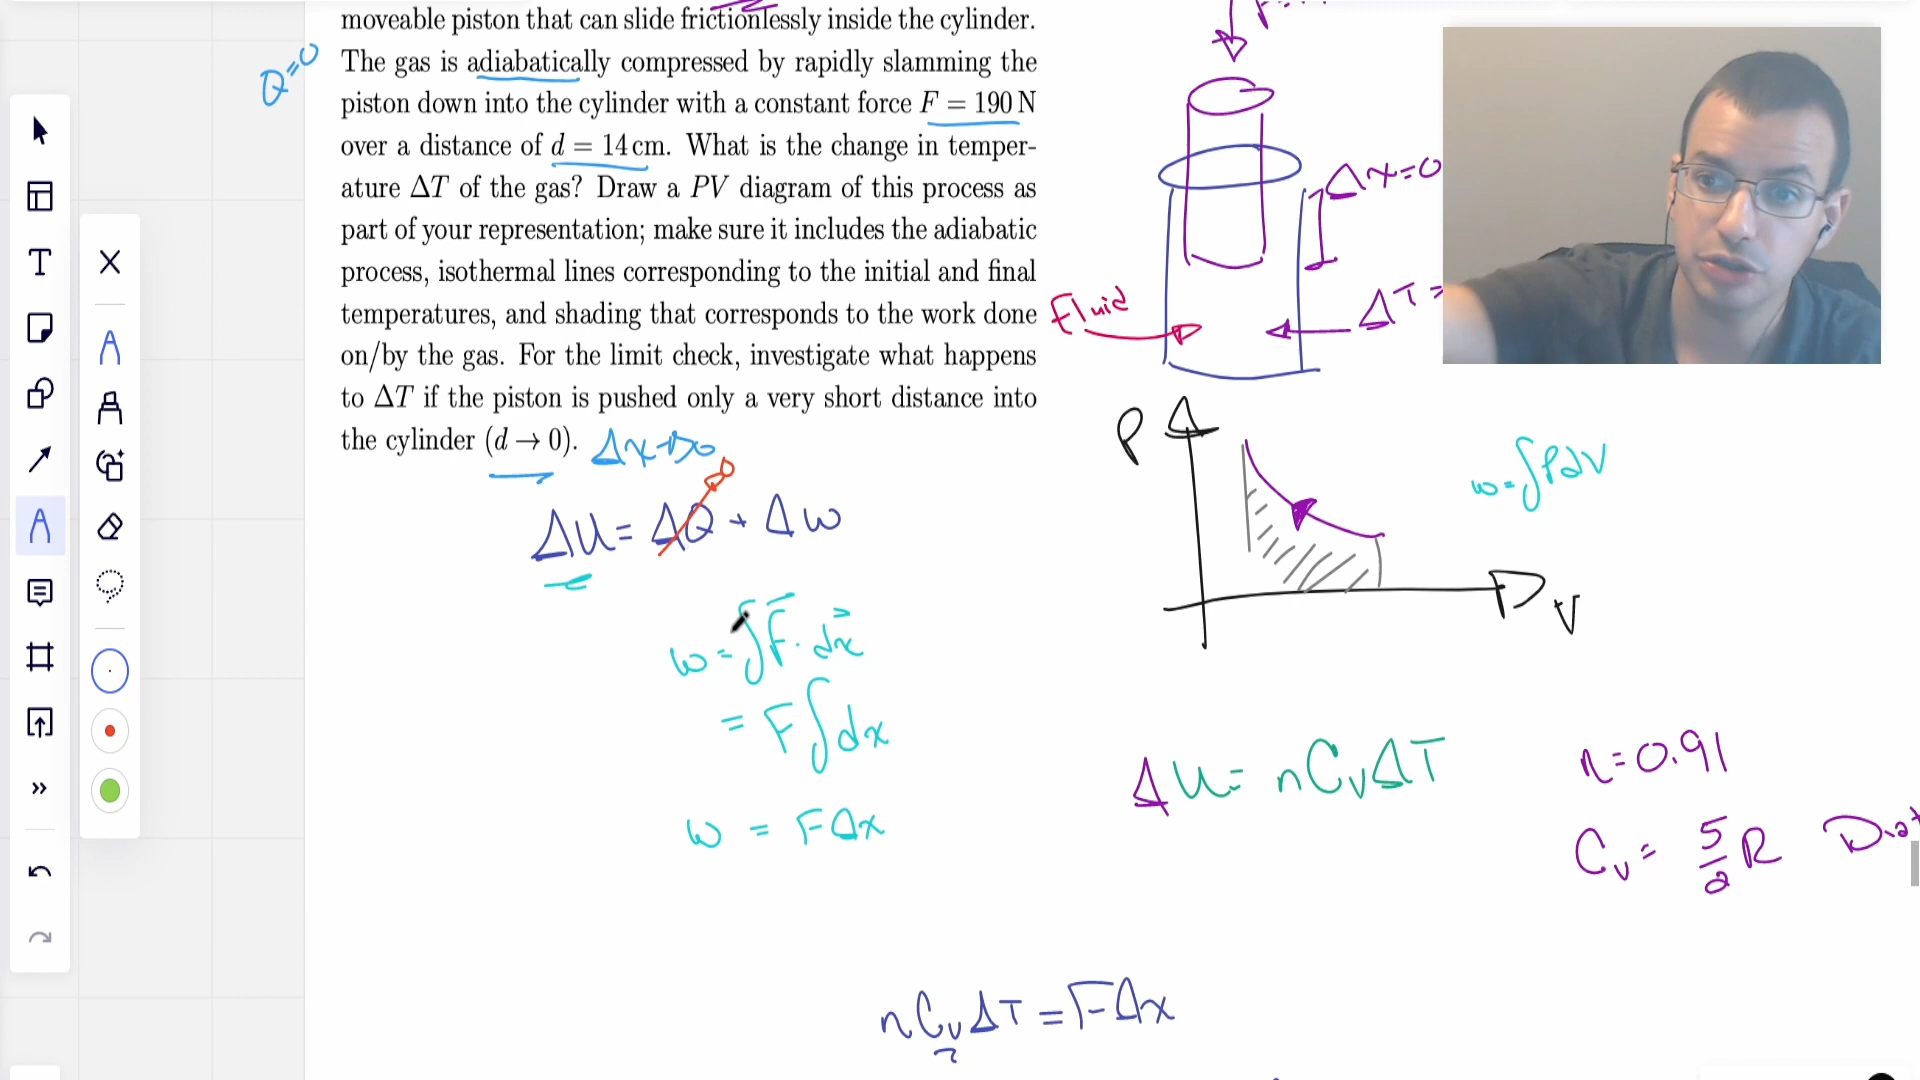 moveable piston that can slide frictionlessly inside the cylinder.
The gas is adiabatically compressed by rapidly slamming the
piston down into the cylinder with a constant force F = 190 N
over a distance of d = 14 cm. What is the change in temper-
ature ΔT of the gas? Draw a PV diagram of this process as
part of your representation; make sure it includes the adiabatic
process, isothermal lines corresponding to the initial and final
temperatures, and shading that corresponds to the work done
on/by the gas. For the limit check, investigate what happens
to ΔT if the piston is pushed only a very short distance into
the cylinder (d → 0).
Q=0
Δx→0
ΔU = ΔQ + Δw
0
w = ∫F⃗ · dx⃗
= F∫dx
w = FΔx
Δx=0
Fluid
ΔT =
P
V
w=∫PdV
ΔU = nCvΔT
n=0.91
Cv = 5/2 R
nCvΔT = FΔx
T